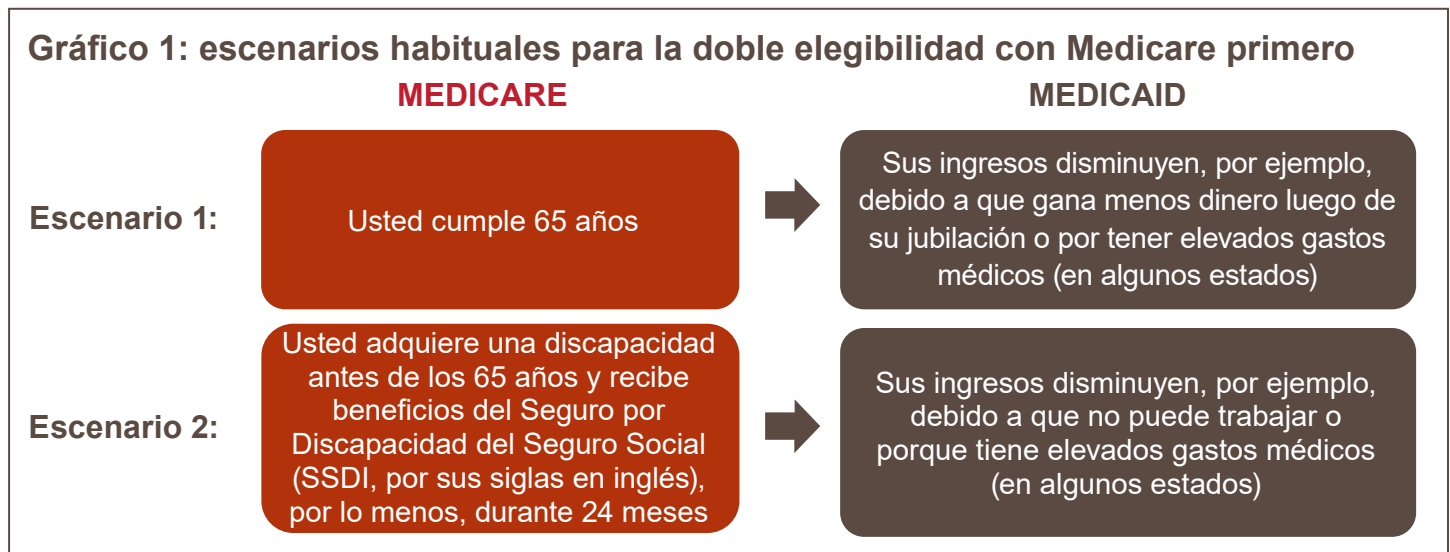 Gráfico 1: escenarios habituales para la doble elegibilidad con Medicare primero
MEDICARE
MEDICAID
Escenario 1:
Usted cumple 65 años
Sus ingresos disminuyen, por ejemplo,
debido a que gana menos dinero luego de
su jubilación o por tener elevados gastos
médicos (en algunos estados)
Escenario 2:
Usted adquiere una discapacidad
antes de los 65 años y recibe
beneficios del Seguro por
Discapacidad del Seguro Social
(SSDI, por sus siglas en inglés),
por lo menos, durante 24 meses
Sus ingresos disminuyen, por ejemplo,
debido a que no puede trabajar o
porque tiene elevados gastos médicos
(en algunos estados)